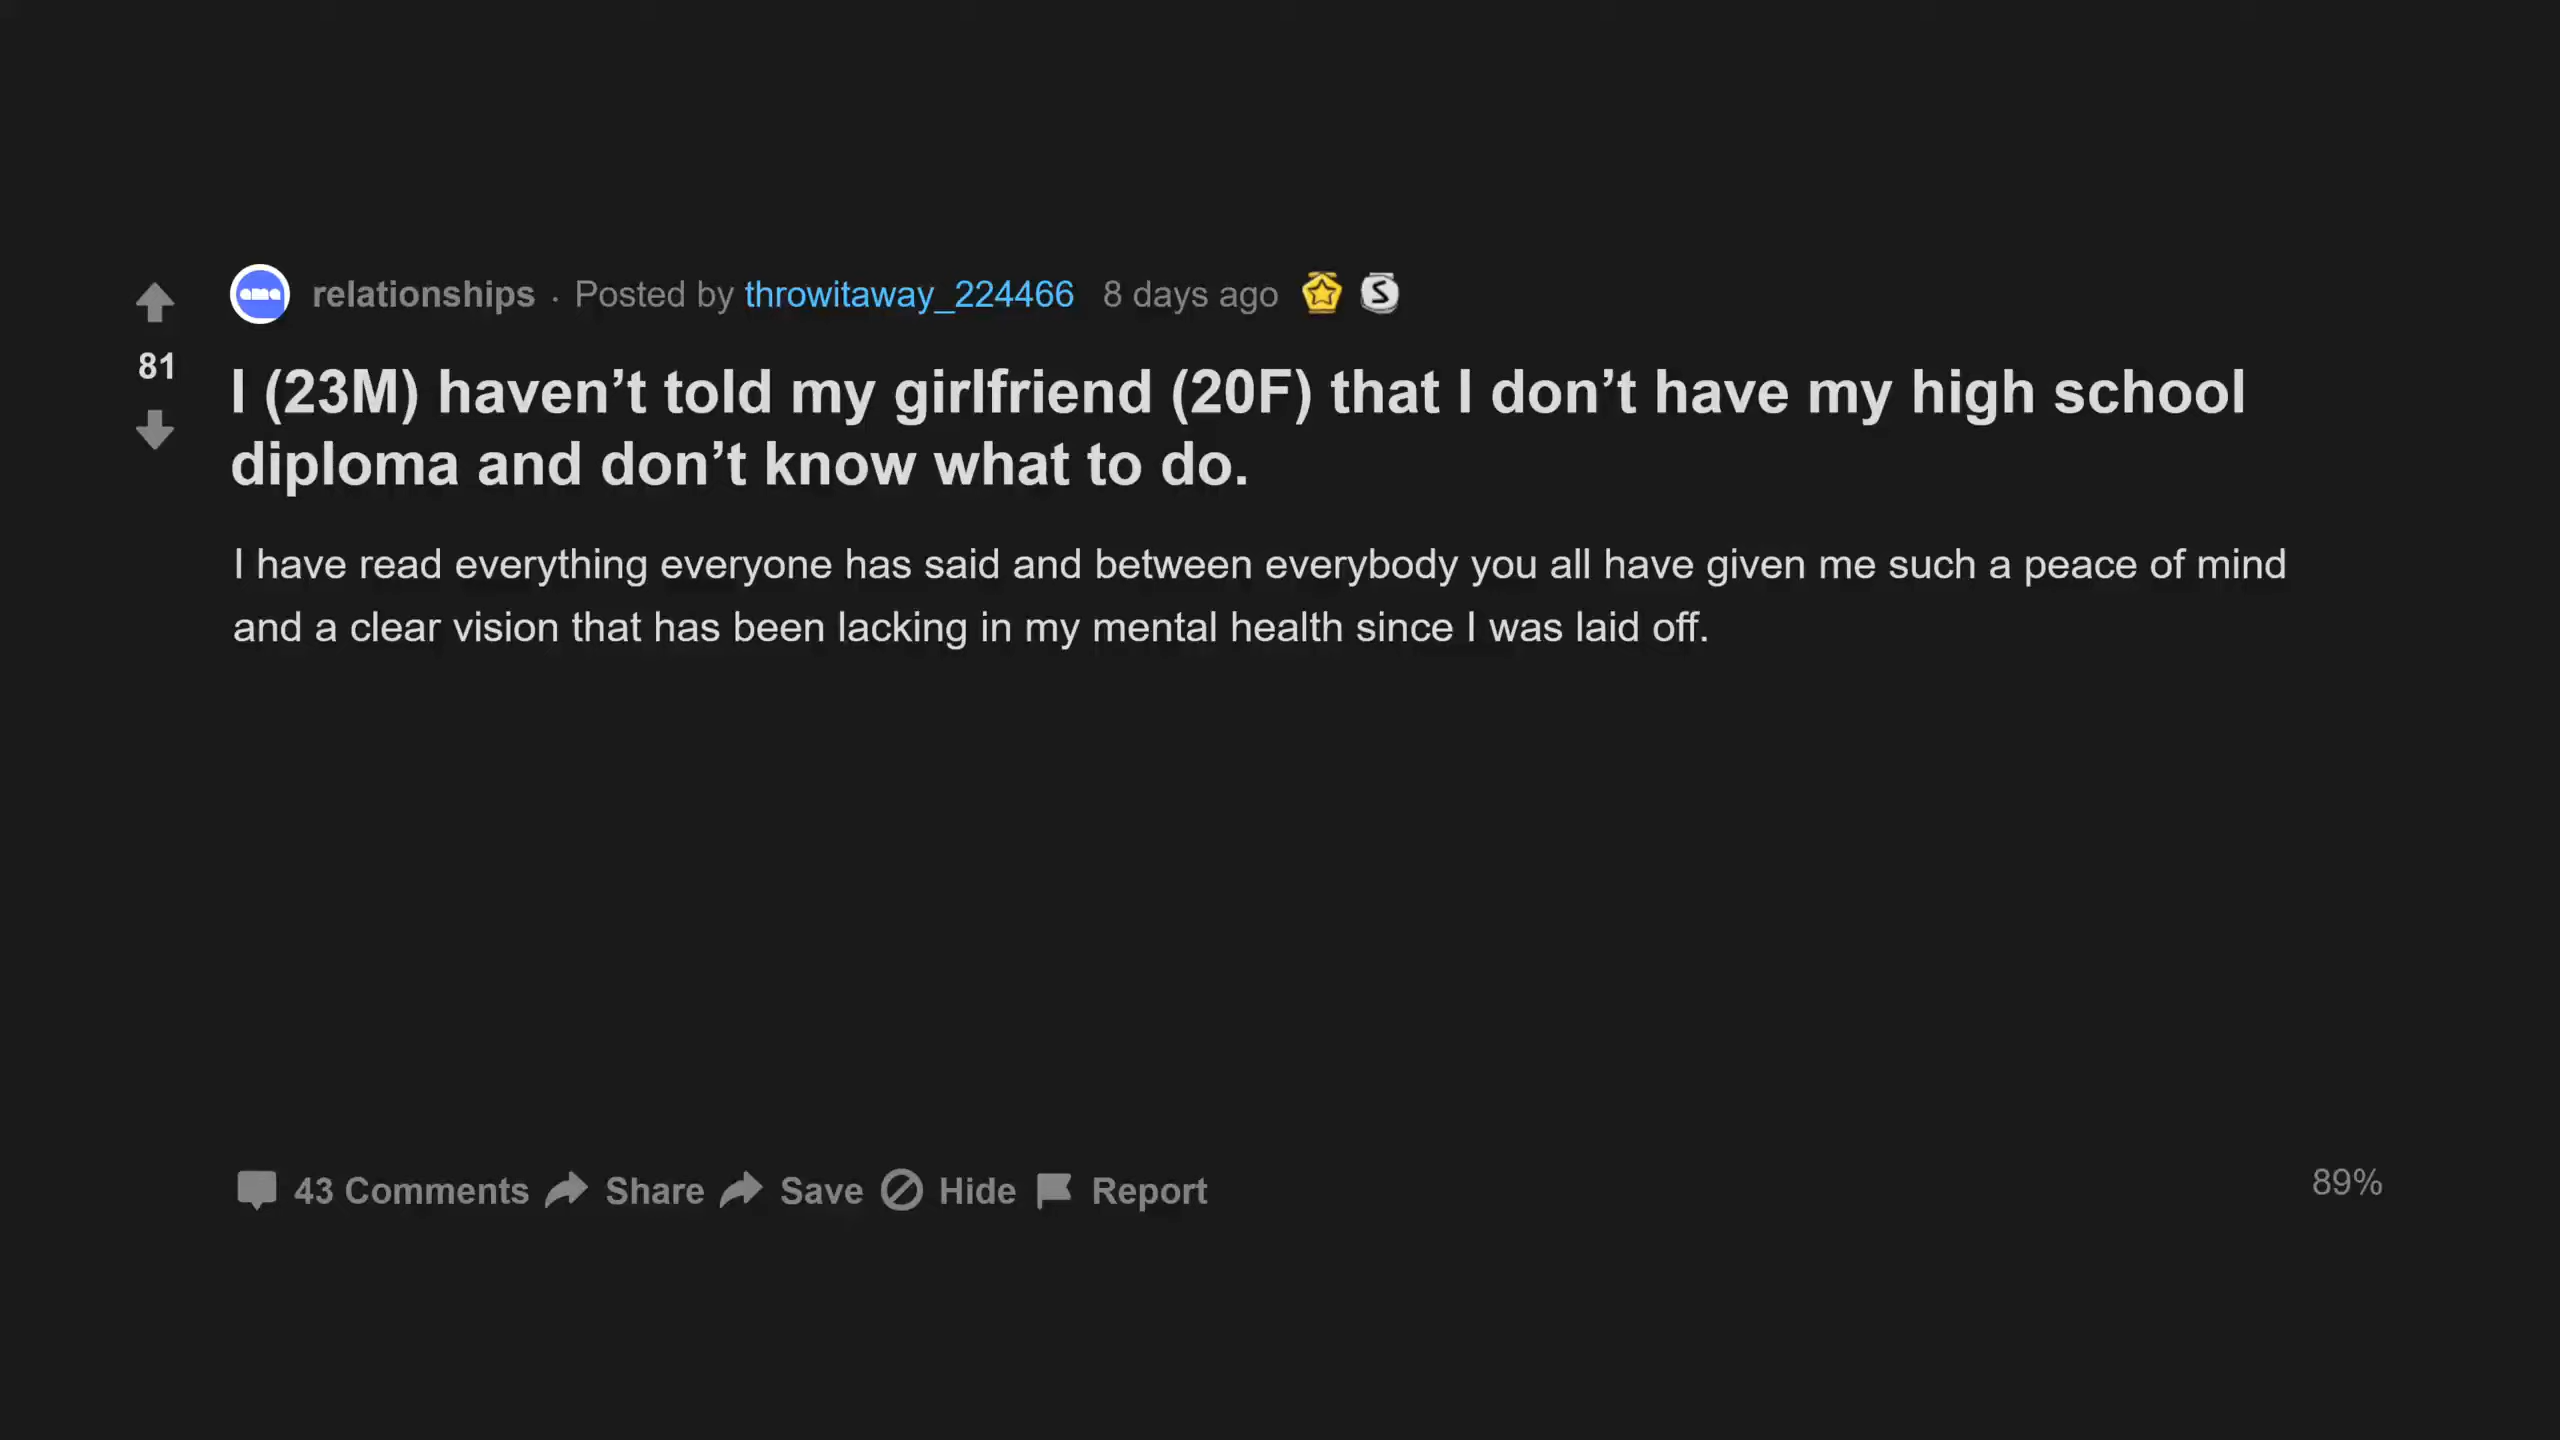 relationships · Posted by throwitaway_224466 8 days ago
81
I (23M) haven’t told my girlfriend (20F) that I don’t have my high school
diploma and don’t know what to do.
I have read everything everyone has said and between everybody you all have given me such a peace of mind
and a clear vision that has been lacking in my mental health since I was laid off.
43 Comments Share Save Hide Report
89%